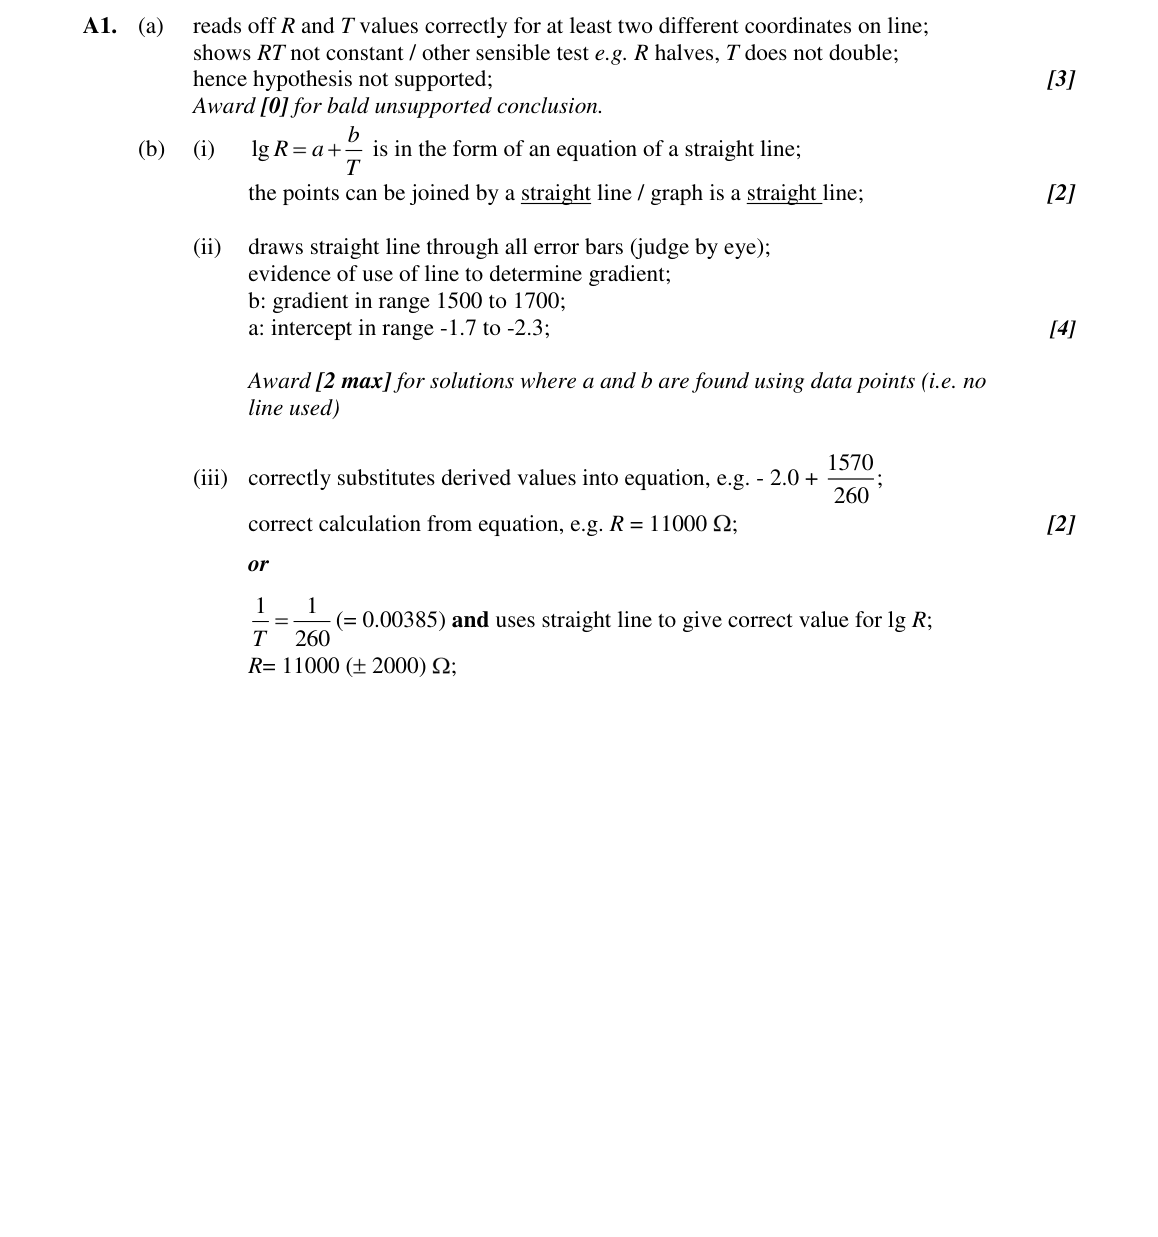 A1. (a) reads off R and T values correctly for at least two different coordinates on line;
shows RT not constant / other sensible test e.g. R halves, T does not double;
hence hypothesis not supported; [3]
Award [0] for bald unsupported conclusion.
(b) (i) lg R = a + b/T is in the form of an equation of a straight line;
the points can be joined by a straight line / graph is a straight line; [2]
(ii) draws straight line through all error bars (judge by eye);
evidence of use of line to determine gradient;
b: gradient in range 1500 to 1700;
a: intercept in range -1.7 to -2.3; [4]
Award [2 max] for solutions where a and b are found using data points (i.e. no
line used)
(iii) correctly substitutes derived values into equation, e.g. - 2.0 + 1570/260;
correct calculation from equation, e.g. R = 11000 Ω; [2]
or
1/T = 1/260 (= 0.00385) and uses straight line to give correct value for lg R;
R= 11000 (± 2000) Ω;